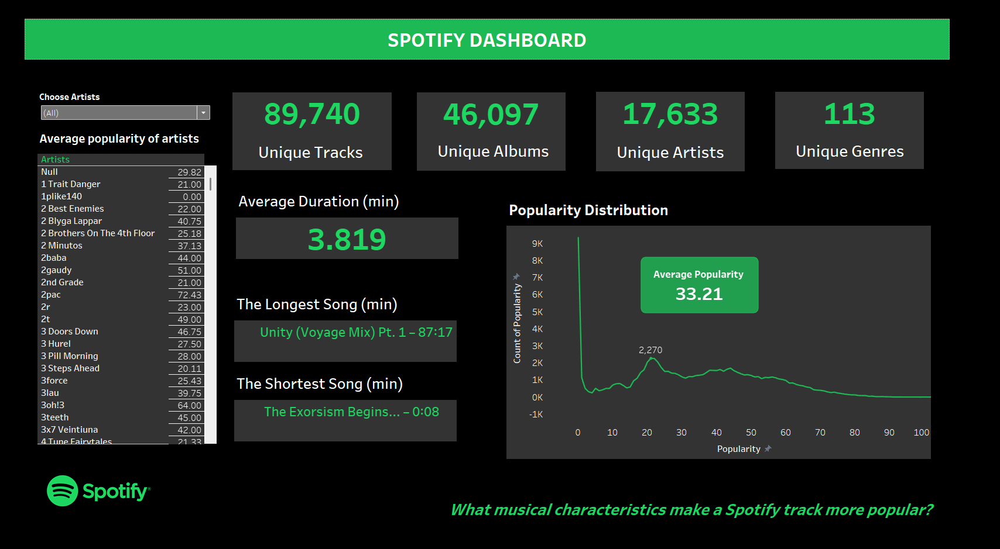 SPOTIFY DASHBOARD
Choose Artists
(All)
Average popularity of artists
Artists
Null 29.82
1 Trait Danger 21.00
1plike140 0.00
2 Best Enemies 22.00
2 Blyga Lappar 40.75
2 Brothers On The 4th Floor 25.18
2 Minutos 37.13
2baba 44.00
2gaudy 51.00
2nd Grade 21.00
2pac 72.43
2r 23.00
2t 49.00
3 Doors Down 46.75
3 Hurel 27.50
3 Pill Morning 28.00
3 Steps Ahead 20.11
3force 25.43
3lau 39.75
3oh!3 64.00
3teeth 45.00
3x7 Veintiuna 42.00
4 Tune Fairytales 21.33
89,740
Unique Tracks
46,097
Unique Albums
17,633
Unique Artists
113
Unique Genres
Average Duration (min)
3.819
The Longest Song (min)
Unity (Voyage Mix) Pt. 1 – 87:17
The Shortest Song (min)
The Exorsism Begins... – 0:08
Popularity Distribution
Count of Popularity
9K
8K
7K
6K
5K
4K
3K
2K
1K
0K
-1K
Average Popularity
33.21
2,270
0 10 20 30 40 50 60 70 80 90 100
Popularity
Spotify®
What musical characteristics make a Spotify track more popular?